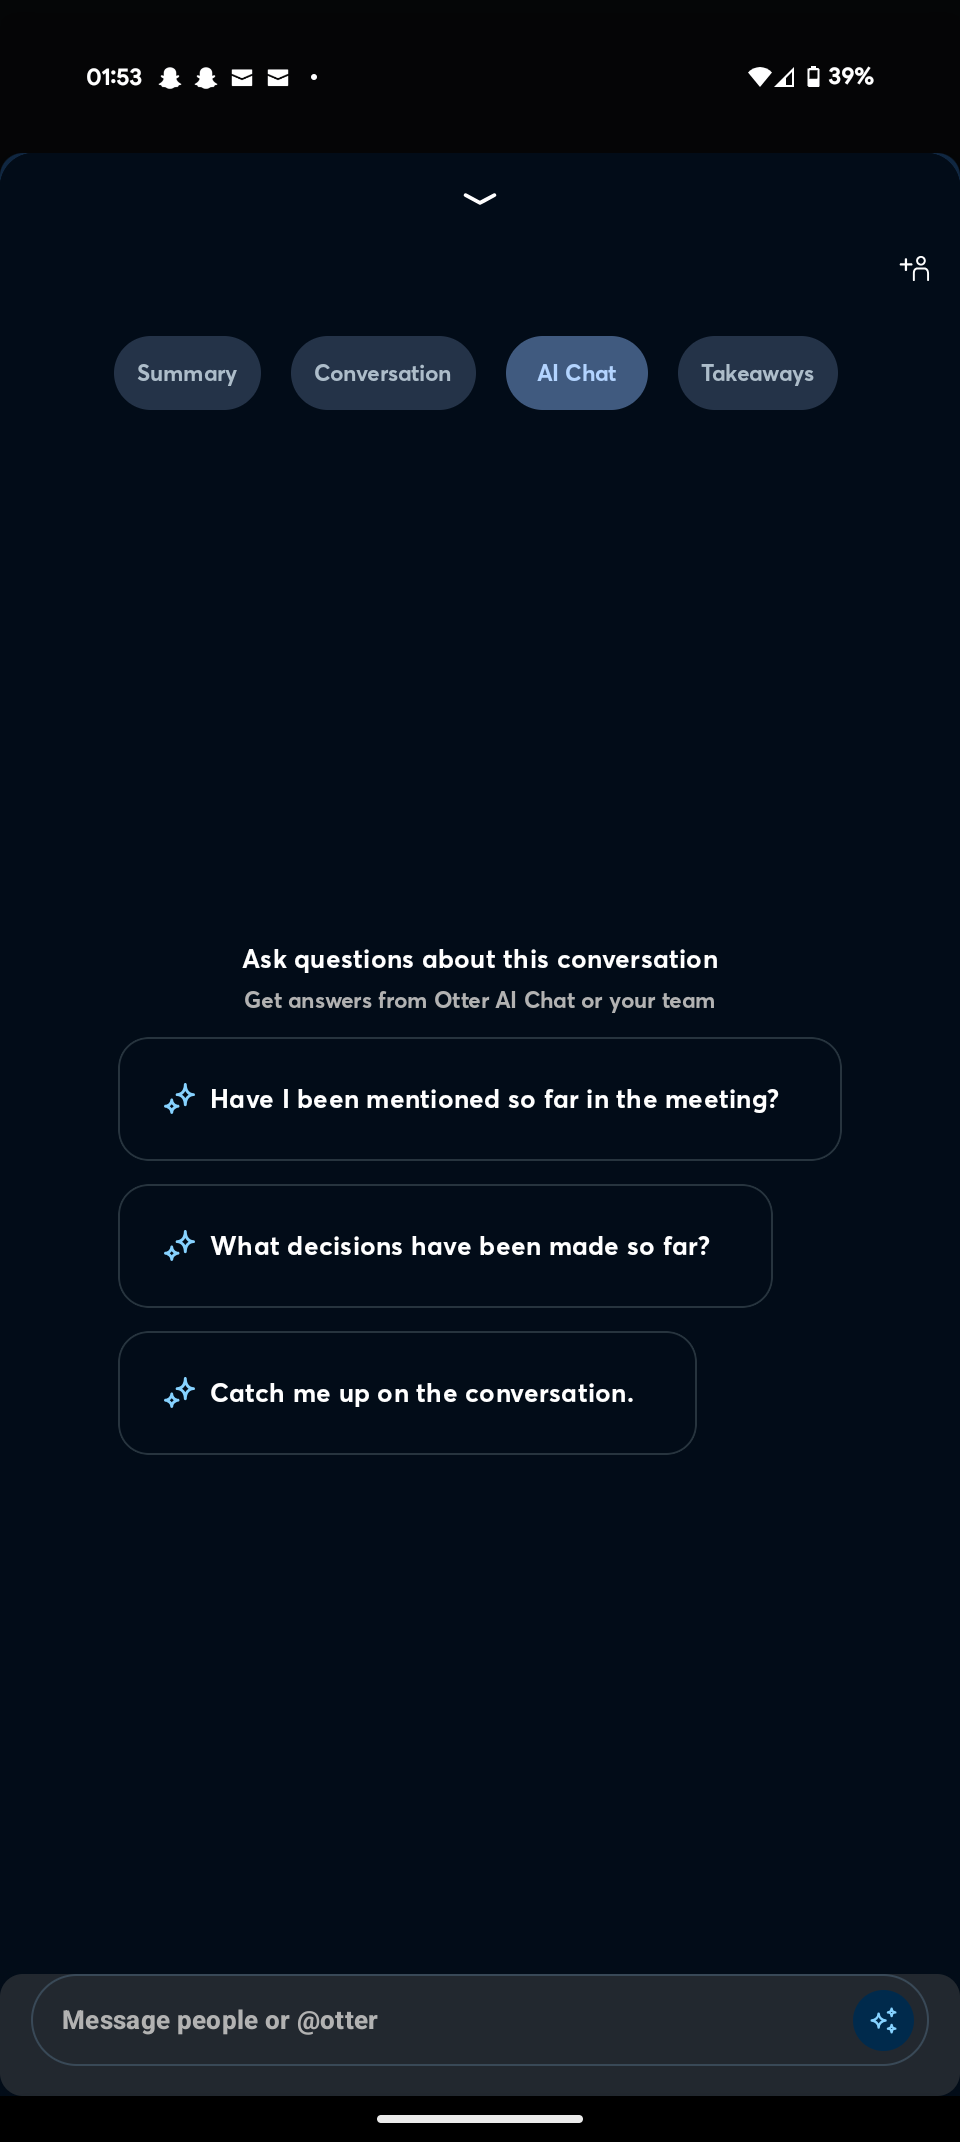 01:53
39%
Summary
Conversation
AI Chat
Takeaways
Ask questions about this conversation
Get answers from Otter AI Chat or your team
Have I been mentioned so far in the meeting?
What decisions have been made so far?
Catch me up on the conversation.
Message people or @otter